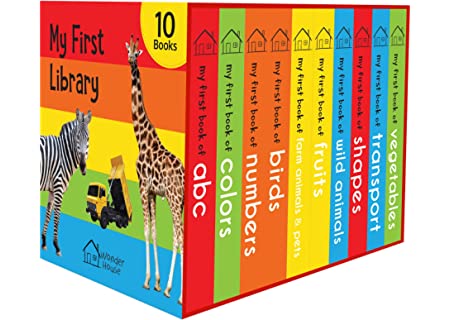 My First
Library
10
Books
Wonder
House
my first book of abc
my first book of colors
my first book of numbers
my first book of birds
my first book of farm animals & pets
my first book of fruits
my first book of wild animals
my first book of shapes
my first book of transport
my first book of vegetables